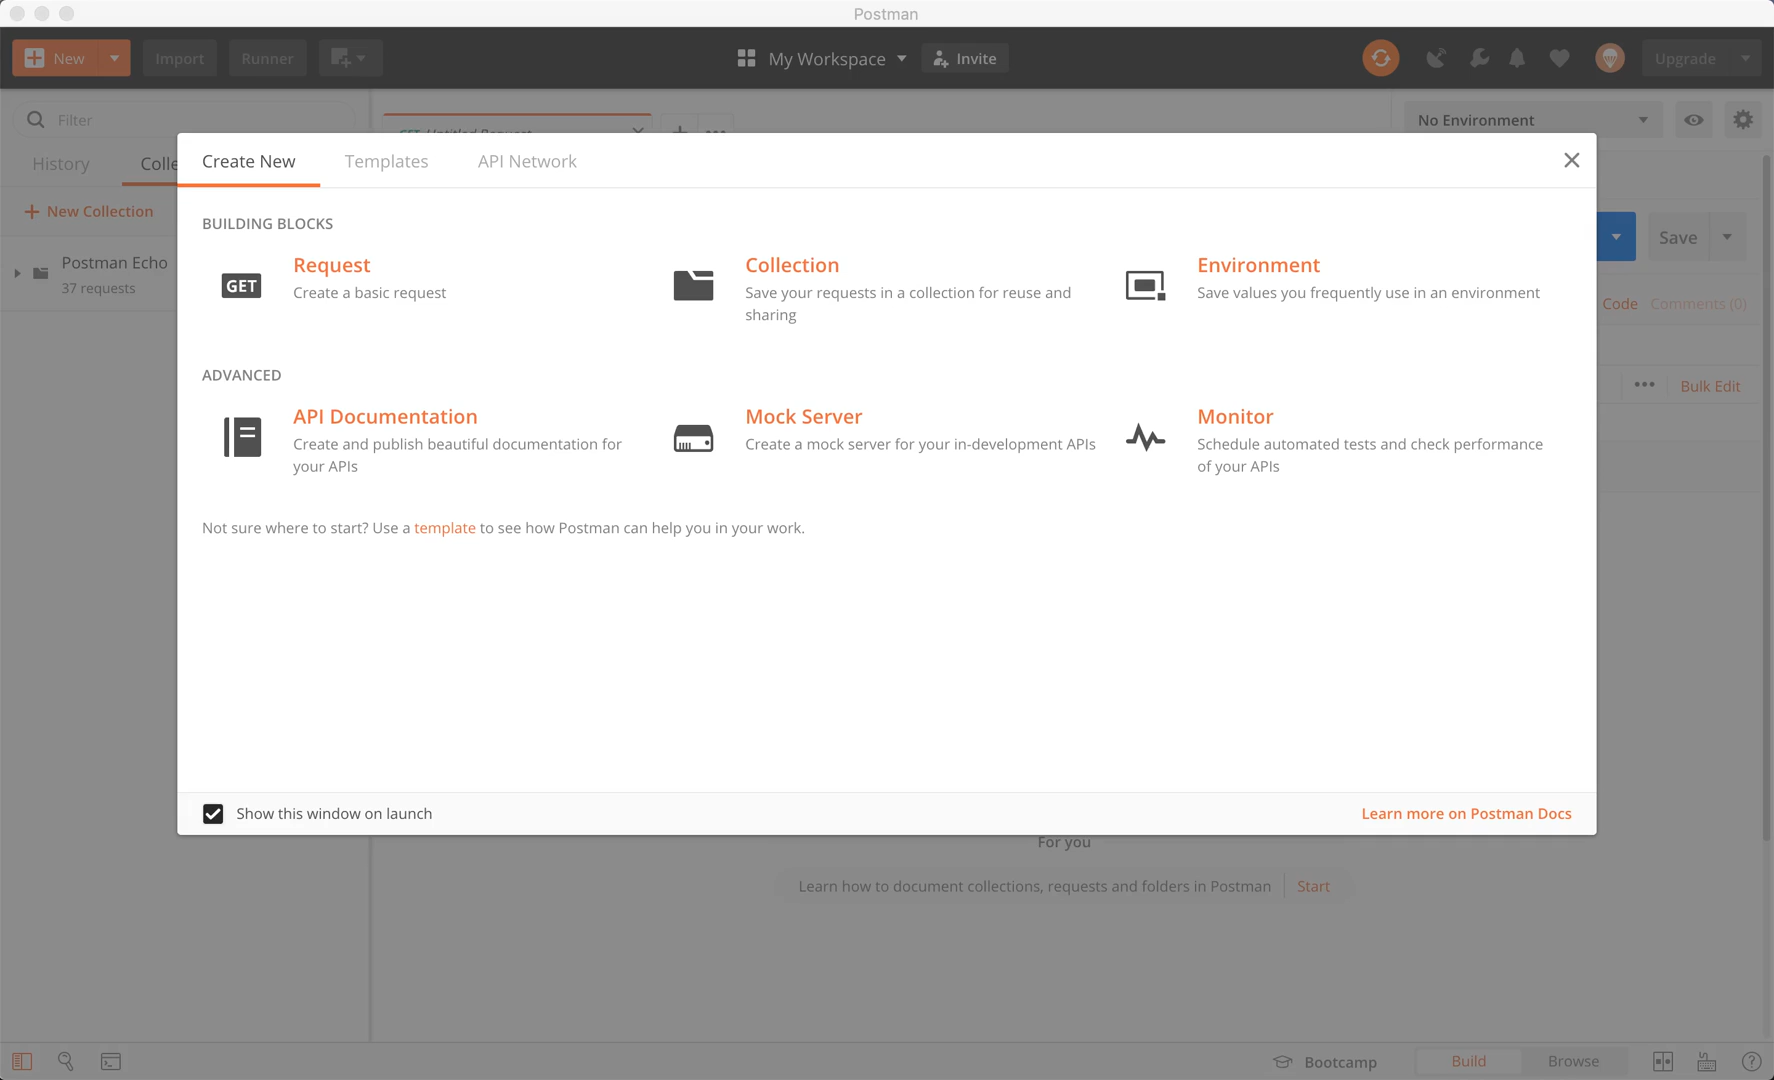 Postman
New
Import
Runner
My Workspace
Invite
Upgrade
Filter
GET Untitled Request
No Environment
History
Colle
Create New
Templates
API Network
New Collection
BUILDING BLOCKS
Postman Echo
37 requests
GET
Request
Create a basic request
Collection
Save your requests in a collection for reuse and
sharing
Environment
Save values you frequently use in an environment
Save
Code
Comments (0)
Bulk Edit
ADVANCED
API Documentation
Create and publish beautiful documentation for
your APIs
Mock Server
Create a mock server for your in-development APIs
Monitor
Schedule automated tests and check performance
of your APIs
Not sure where to start? Use a template to see how Postman can help you in your work.
Show this window on launch
Learn more on Postman Docs
For you
Learn how to document collections, requests and folders in Postman
Start
Bootcamp
Build
Browse